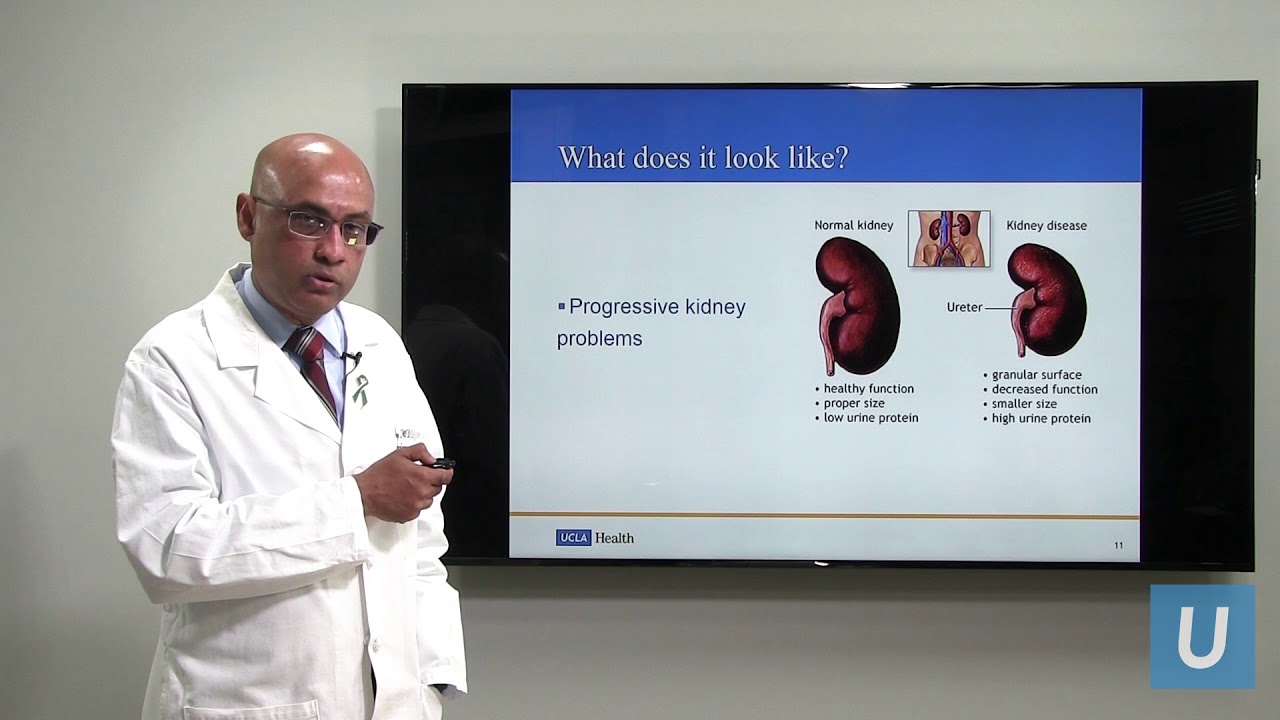 What does it look like?
Normal kidney
Kidney disease
▪ Progressive kidney
problems
Ureter
• healthy function
• proper size
• low urine protein
• granular surface
• decreased function
• smaller size
• high urine protein
UCLA Health
11
U